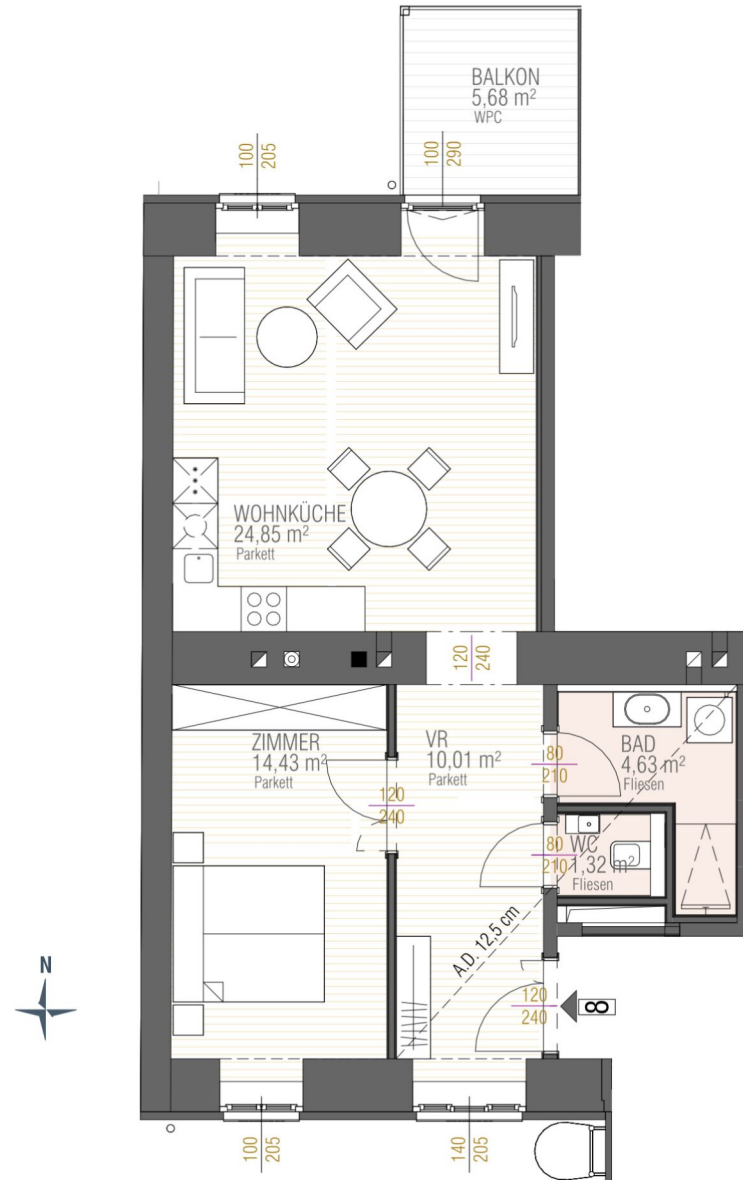 BALKON
5,68 m²
WPC
100
205
100
290
WOHNKÜCHE
24,85 m²
Parkett
120
240
ZIMMER
14,43 m²
Parkett
VR
10,01 m²
Parkett
BAD
4,63 m²
Fliesen
80
210
120
240
WC
1,32 m²
Fliesen
80
210
A.D. 12,5 cm
N
120
240
8
100
205
140
205